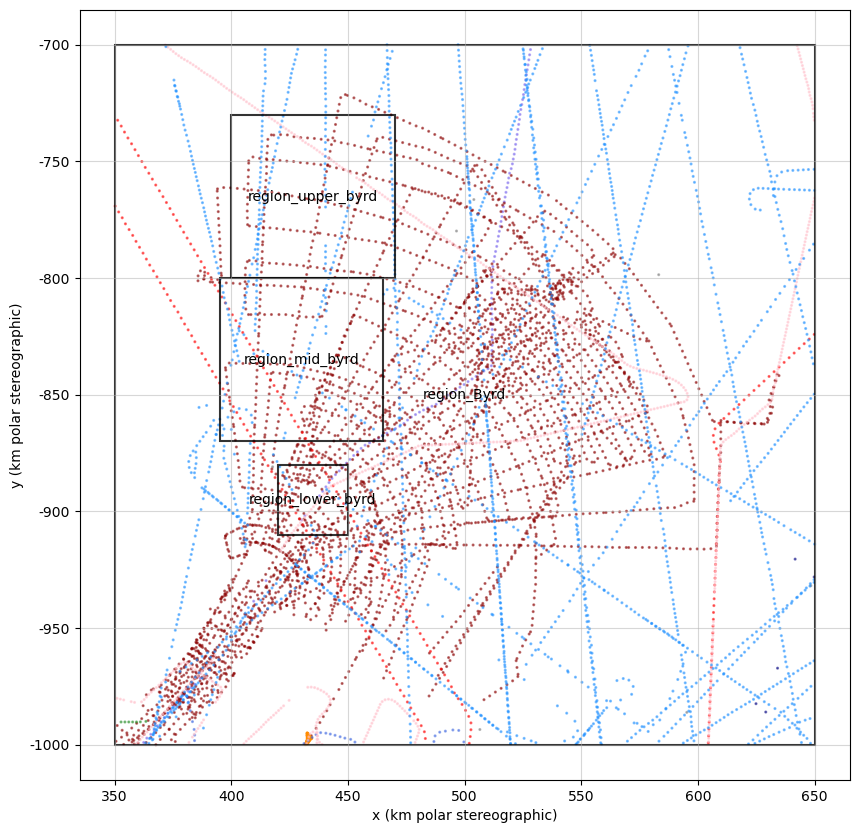 -700
-750
region_upper_byrd
-800
region_mid_byrd
-850
region_Byrd
region_lower_byrd
-900
-950
-1000
350
400
450
500
550
600
650
x (km polar stereographic)
y (km polar stereographic)